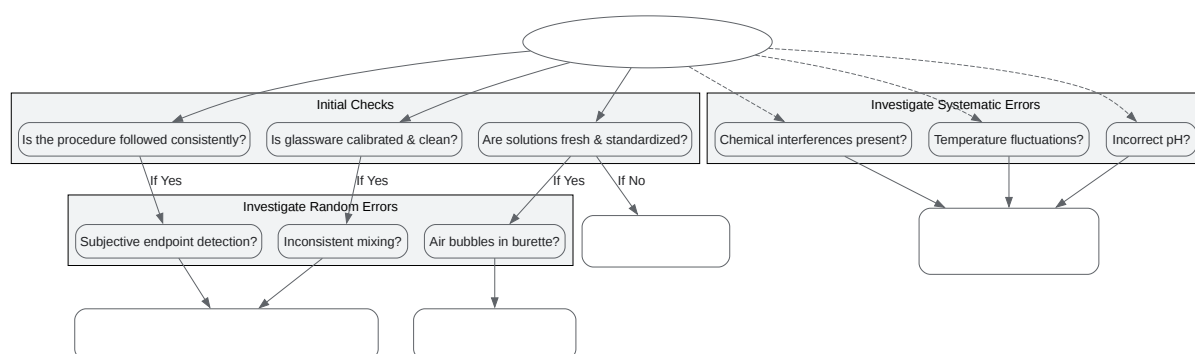 Initial Checks
Investigate Systematic Errors
Is the procedure followed consistently?
Is glassware calibrated & clean?
Are solutions fresh & standardized?
Chemical interferences present?
Temperature fluctuations?
Incorrect pH?
If Yes
If Yes
If Yes
If No
Investigate Random Errors
Subjective endpoint detection?
Inconsistent mixing?
Air bubbles in burette?